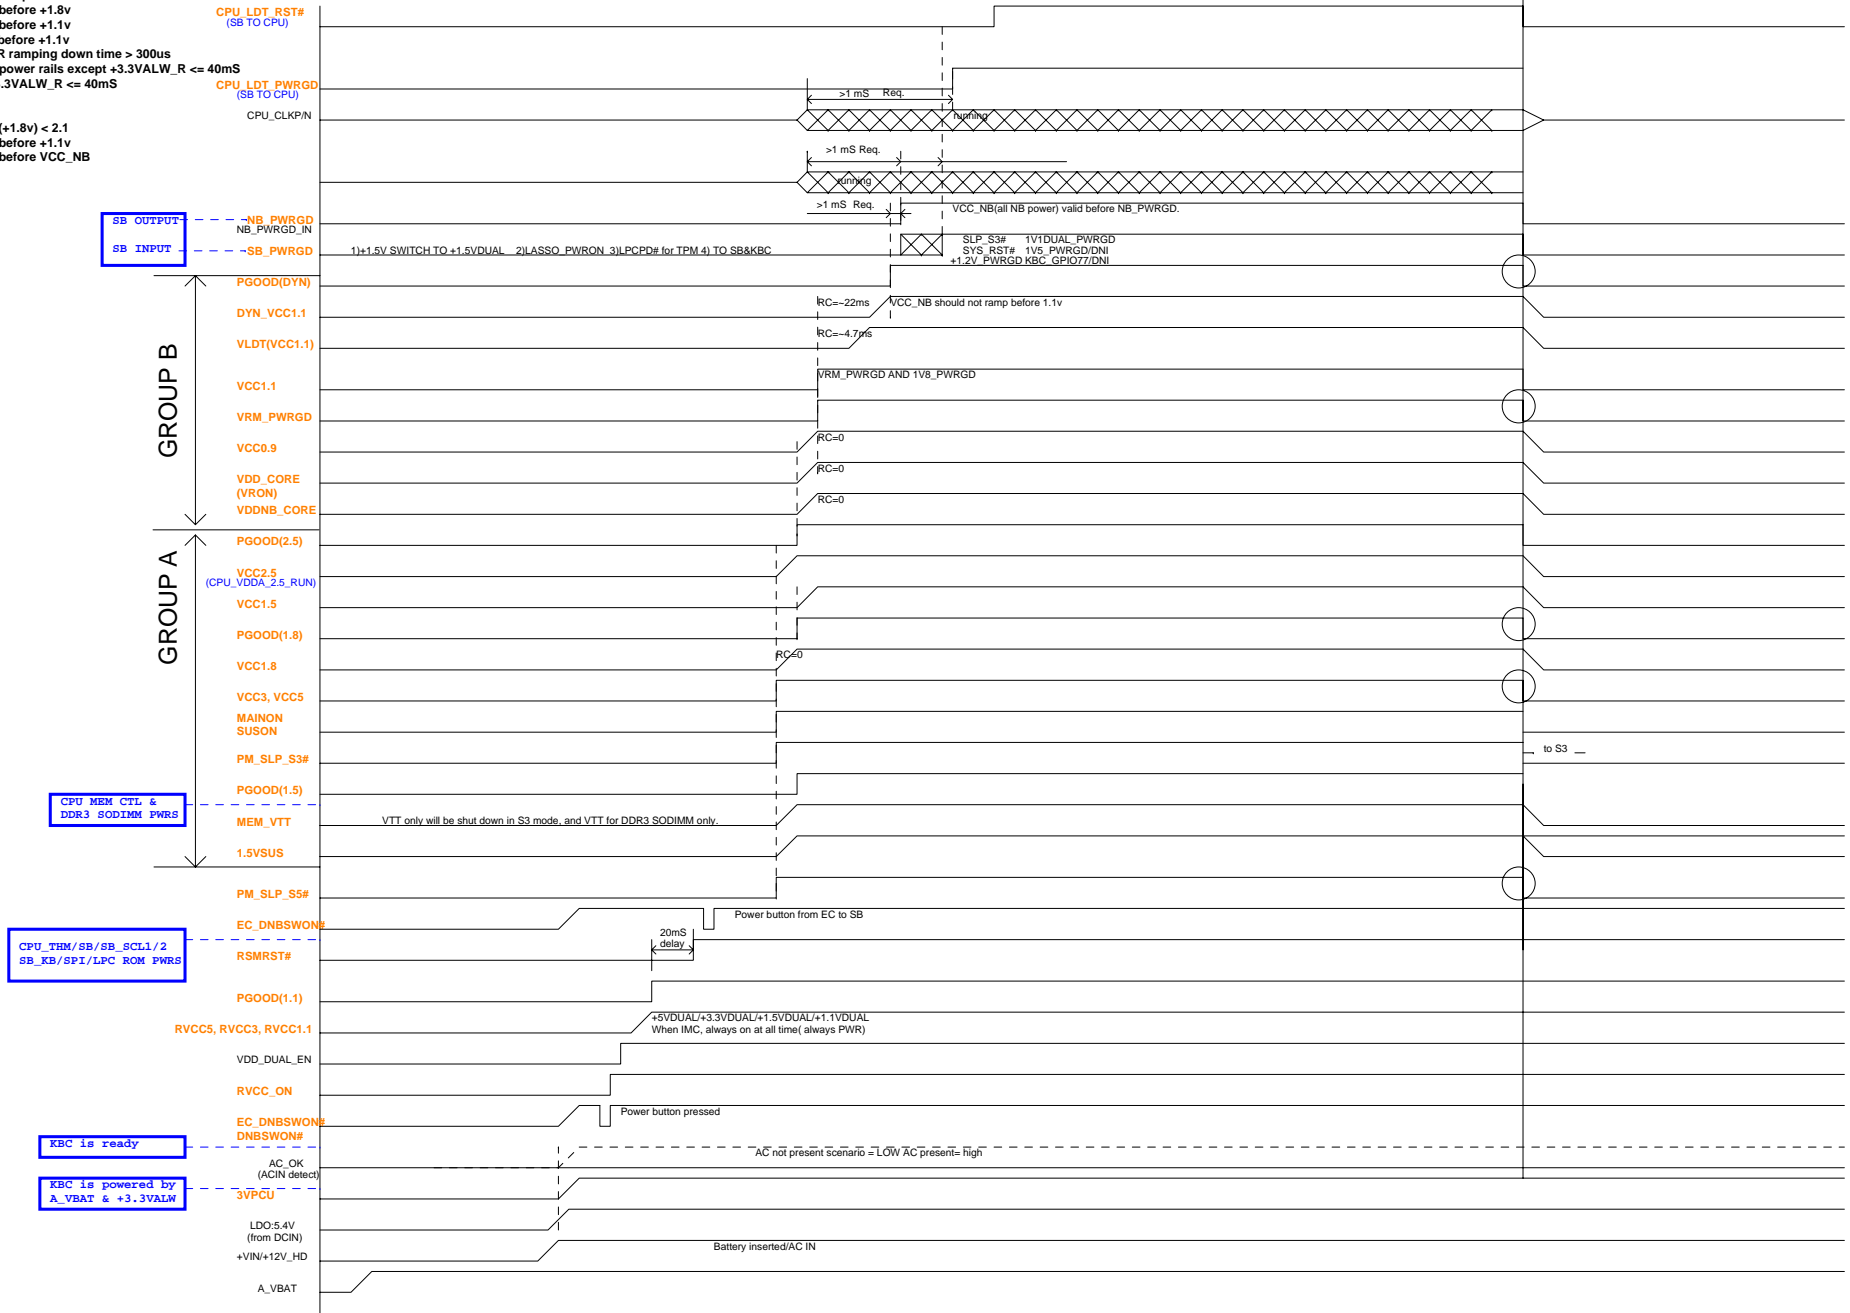 before +1.8v
before +1.1v
before +1.1v
R ramping down time > 300us
power rails except +3.3VALW_R <= 40mS
.3VALW_R <= 40mS
(+1.8v) < 2.1
before +1.1v
before VCC_NB
CPU_LDT_RST#
(SB TO CPU)
CPU_LDT_PWRGD
(SB TO CPU)
>1 mS Req.
CPU_CLKP/N
running
>1 mS Req.
running
>1 mS Req.
VCC_NB(all NB power) valid before NB_PWRGD.
SB OUTPUT
NB_PWRGD
NB_PWRGD_IN
SB INPUT
SB_PWRGD
1)+1.5V SWITCH TO +1.5VDUAL 2)LASSO_PWRON 3)LPCPD# for TPM 4) TO SB&KBC
SLP_S3# 1V1DUAL_PWRGD
SYS_RST# 1V5_PWRGD/DNI
+1.2V_PWRGD KBC_GPIO77/DNI
PGOOD(DYN)
RC=~22ms
VCC_NB should not ramp before 1.1v
DYN_VCC1.1
RC=~4.7ms
VLDT(VCC1.1)
GROUP B
VRM_PWRGD AND 1V8_PWRGD
VCC1.1
VRM_PWRGD
RC=0
VCC0.9
RC=0
VDD_CORE
(VRON)
RC=0
VDDNB_CORE
PGOOD(2.5)
GROUP A
VCC2.5
(CPU_VDDA_2.5_RUN)
VCC1.5
PGOOD(1.8)
RC=0
VCC1.8
VCC3, VCC5
MAINON
SUSON
PM_SLP_S3#
to S3
PGOOD(1.5)
CPU MEM CTL &
DDR3 SODIMM PWRS
MEM_VTT
VTT only will be shut down in S3 mode, and VTT for DDR3 SODIMM only.
1.5VSUS
PM_SLP_S5#
Power button from EC to SB
EC_DNBSWON#
20mS
delay
CPU_THM/SB/SB_SCL1/2
SB_KB/SPI/LPC ROM PWRS
RSMRST#
PGOOD(1.1)
+5VDUAL/+3.3VDUAL/+1.5VDUAL/+1.1VDUAL
When IMC, always on at all time( always PWR)
RVCC5, RVCC3, RVCC1.1
VDD_DUAL_EN
RVCC_ON
Power button pressed
EC_DNBSWON#
DNBSWON#
KBC is ready
AC not present scenario = LOW AC present= high
AC_OK
(ACIN detect)
KBC is powered by
A_VBAT & +3.3VALW
3VPCU
LDO:5.4V
(from DCIN)
Battery inserted/AC IN
+VIN/+12V_HD
A_VBAT